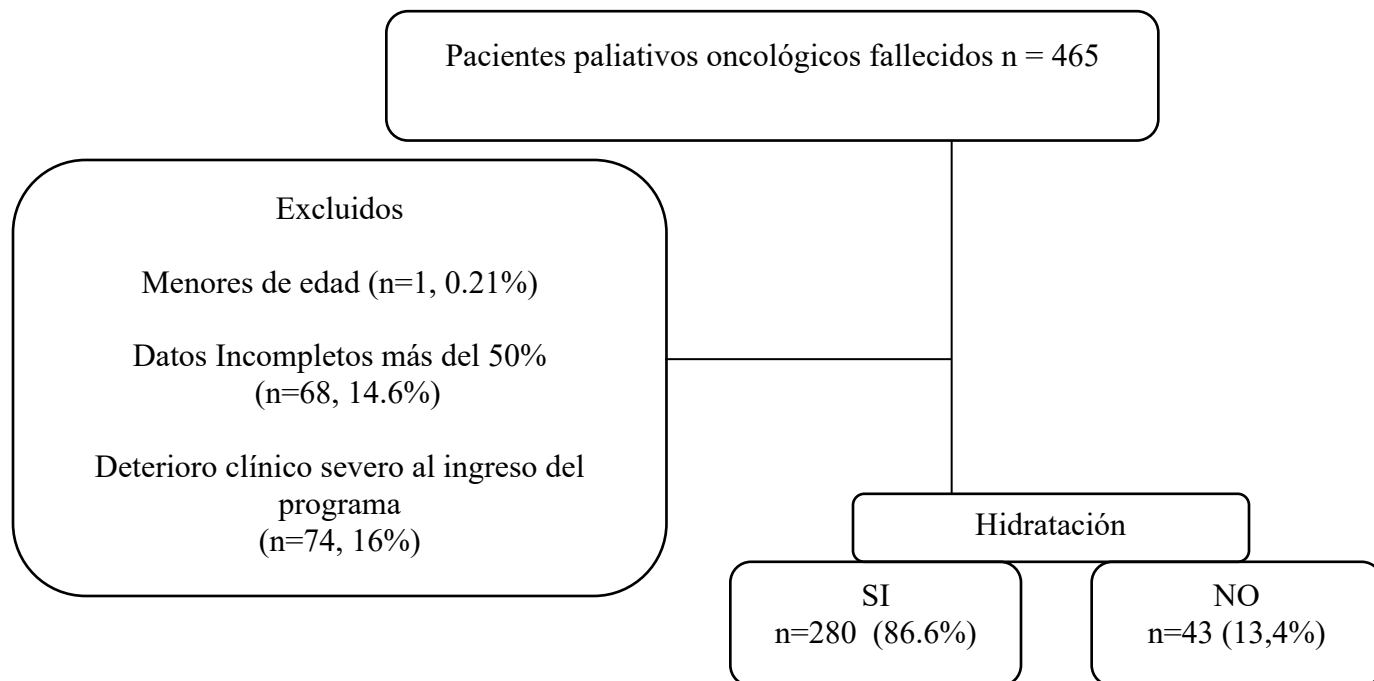 Pacientes paliativos oncológicos fallecidos n = 465
Excluidos
Menores de edad (n=1, 0.21%)
Datos Incompletos más del 50%
(n=68, 14.6%)
Deterioro clínico severo al ingreso del
programa
(n=74, 16%)
Hidratación
SI
n=280 (86.6%)
NO
n=43 (13,4%)